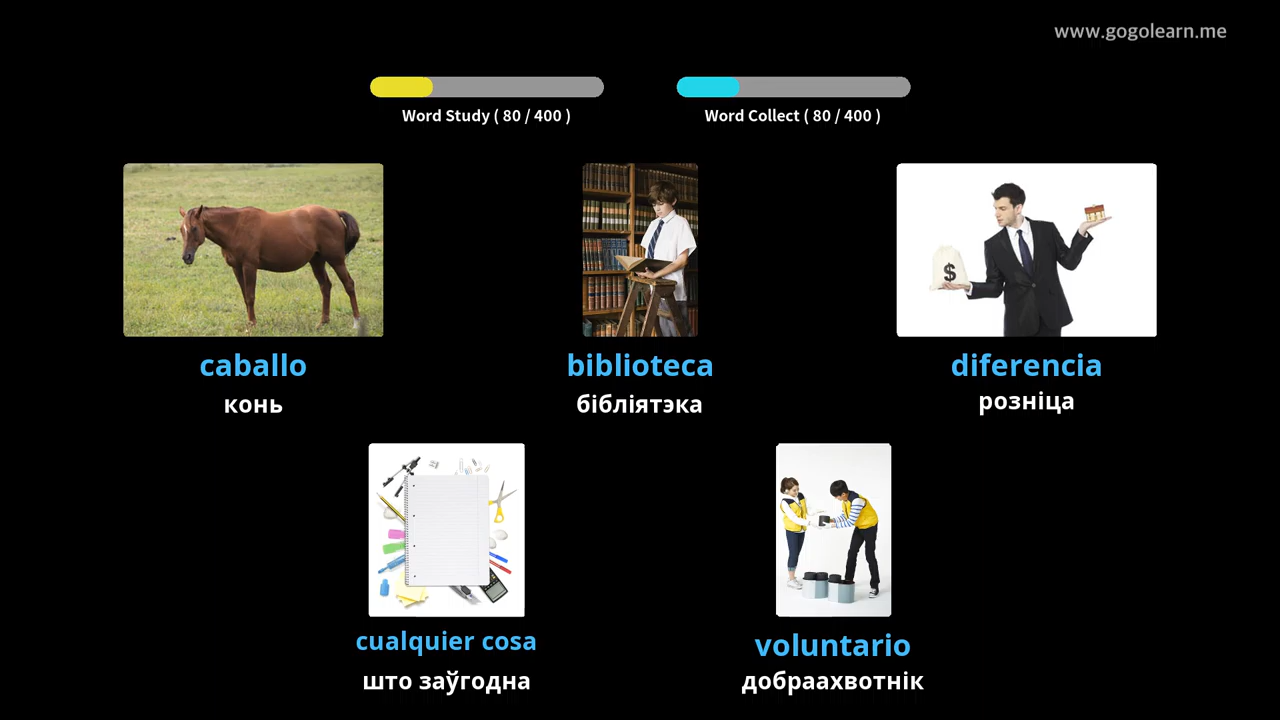 www.gogolearn.me
Word Study ( 80 / 400 )
Word Collect ( 80 / 400 )
$
caballo
конь
biblioteca
бібліятэка
diferencia
розніца
cualquier cosa
што заўгодна
voluntario
добраахвотнік